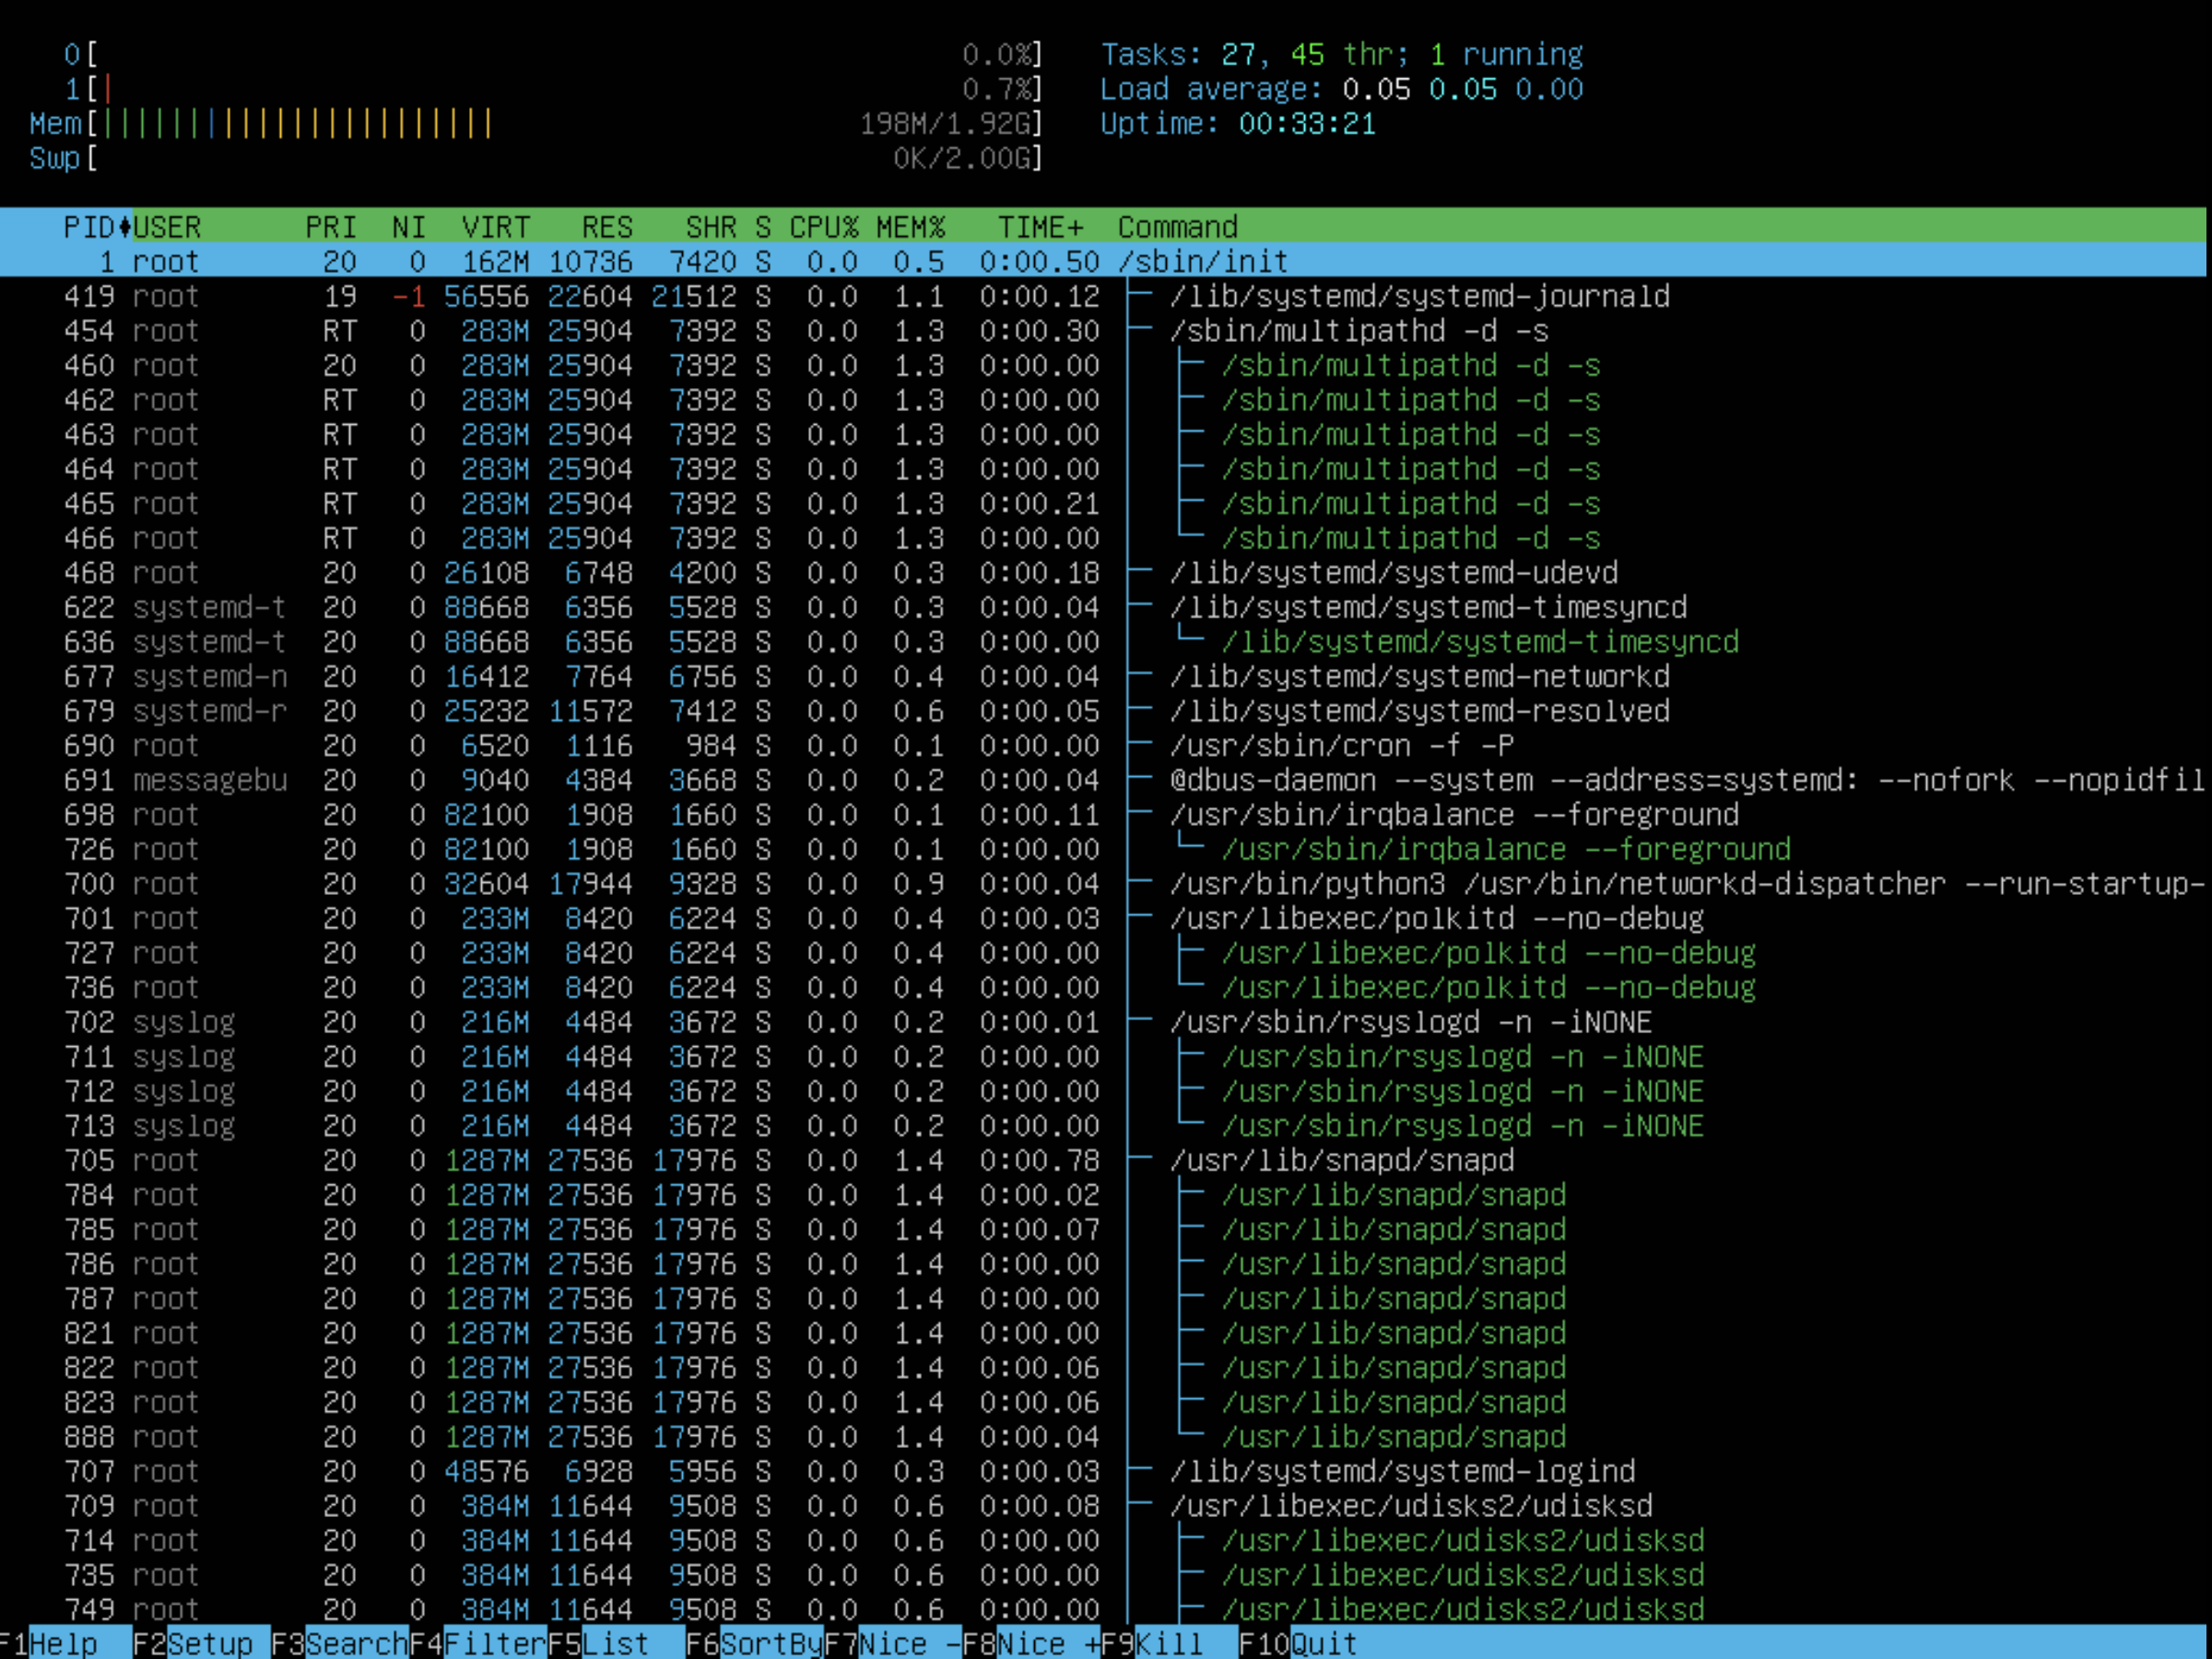 0[ 0.0%] Tasks: 27, 45 thr; 1 running
1[| 0.7%] Load average: 0.05 0.05 0.00
Mem[||||||||||||||||||||||| 198M/1.92G] Uptime: 00:33:21
Swp[ 0K/2.00G]
PID♦USER PRI NI VIRT RES SHR S CPU% MEM% TIME+ Command
1 root 20 0 162M 10736 7420 S 0.0 0.5 0:00.50 /sbin/init
419 root 19 -1 56556 22604 21512 S 0.0 1.1 0:00.12 ├─ /lib/systemd/systemd-journald
454 root RT 0 283M 25904 7392 S 0.0 1.3 0:00.30 ├─ /sbin/multipathd -d -s
460 root 20 0 283M 25904 7392 S 0.0 1.3 0:00.00 │ ├─ /sbin/multipathd -d -s
462 root RT 0 283M 25904 7392 S 0.0 1.3 0:00.00 │ ├─ /sbin/multipathd -d -s
463 root RT 0 283M 25904 7392 S 0.0 1.3 0:00.00 │ ├─ /sbin/multipathd -d -s
464 root RT 0 283M 25904 7392 S 0.0 1.3 0:00.00 │ ├─ /sbin/multipathd -d -s
465 root RT 0 283M 25904 7392 S 0.0 1.3 0:00.21 │ ├─ /sbin/multipathd -d -s
466 root RT 0 283M 25904 7392 S 0.0 1.3 0:00.00 │ └─ /sbin/multipathd -d -s
468 root 20 0 26108 6748 4200 S 0.0 0.3 0:00.18 ├─ /lib/systemd/systemd-udevd
622 systemd-t 20 0 88668 6356 5528 S 0.0 0.3 0:00.04 ├─ /lib/systemd/systemd-timesyncd
636 systemd-t 20 0 88668 6356 5528 S 0.0 0.3 0:00.00 │ └─ /lib/systemd/systemd-timesyncd
677 systemd-n 20 0 16412 7764 6756 S 0.0 0.4 0:00.04 ├─ /lib/systemd/systemd-networkd
679 systemd-r 20 0 25232 11572 7412 S 0.0 0.6 0:00.05 ├─ /lib/systemd/systemd-resolved
690 root 20 0 6520 1116 984 S 0.0 0.1 0:00.00 ├─ /usr/sbin/cron -f -P
691 messagebu 20 0 9040 4384 3668 S 0.0 0.2 0:00.04 ├─ @dbus-daemon --system --address=systemd: --nofork --nopidfil
698 root 20 0 82100 1908 1660 S 0.0 0.1 0:00.11 ├─ /usr/sbin/irqbalance --foreground
726 root 20 0 82100 1908 1660 S 0.0 0.1 0:00.00 │ └─ /usr/sbin/irqbalance --foreground
700 root 20 0 32604 17944 9328 S 0.0 0.9 0:00.04 ├─ /usr/bin/python3 /usr/bin/networkd-dispatcher --run-startup-
701 root 20 0 233M 8420 6224 S 0.0 0.4 0:00.03 ├─ /usr/libexec/polkitd --no-debug
727 root 20 0 233M 8420 6224 S 0.0 0.4 0:00.00 │ ├─ /usr/libexec/polkitd --no-debug
736 root 20 0 233M 8420 6224 S 0.0 0.4 0:00.00 │ └─ /usr/libexec/polkitd --no-debug
702 syslog 20 0 216M 4484 3672 S 0.0 0.2 0:00.01 ├─ /usr/sbin/rsyslogd -n -iNONE
711 syslog 20 0 216M 4484 3672 S 0.0 0.2 0:00.00 │ ├─ /usr/sbin/rsyslogd -n -iNONE
712 syslog 20 0 216M 4484 3672 S 0.0 0.2 0:00.00 │ ├─ /usr/sbin/rsyslogd -n -iNONE
713 syslog 20 0 216M 4484 3672 S 0.0 0.2 0:00.00 │ └─ /usr/sbin/rsyslogd -n -iNONE
705 root 20 0 1287M 27536 17976 S 0.0 1.4 0:00.78 ├─ /usr/lib/snapd/snapd
784 root 20 0 1287M 27536 17976 S 0.0 1.4 0:00.02 │ ├─ /usr/lib/snapd/snapd
785 root 20 0 1287M 27536 17976 S 0.0 1.4 0:00.07 │ ├─ /usr/lib/snapd/snapd
786 root 20 0 1287M 27536 17976 S 0.0 1.4 0:00.00 │ ├─ /usr/lib/snapd/snapd
787 root 20 0 1287M 27536 17976 S 0.0 1.4 0:00.00 │ ├─ /usr/lib/snapd/snapd
821 root 20 0 1287M 27536 17976 S 0.0 1.4 0:00.00 │ ├─ /usr/lib/snapd/snapd
822 root 20 0 1287M 27536 17976 S 0.0 1.4 0:00.06 │ ├─ /usr/lib/snapd/snapd
823 root 20 0 1287M 27536 17976 S 0.0 1.4 0:00.06 │ ├─ /usr/lib/snapd/snapd
888 root 20 0 1287M 27536 17976 S 0.0 1.4 0:00.04 │ └─ /usr/lib/snapd/snapd
707 root 20 0 48576 6928 5956 S 0.0 0.3 0:00.03 ├─ /lib/systemd/systemd-logind
709 root 20 0 384M 11644 9508 S 0.0 0.6 0:00.08 ├─ /usr/libexec/udisks2/udisksd
714 root 20 0 384M 11644 9508 S 0.0 0.6 0:00.00 │ ├─ /usr/libexec/udisks2/udisksd
735 root 20 0 384M 11644 9508 S 0.0 0.6 0:00.00 │ ├─ /usr/libexec/udisks2/udisksd
749 root 20 0 384M 11644 9508 S 0.0 0.6 0:00.00 │ ├─ /usr/libexec/udisks2/udisksd
F1Help F2Setup F3SearchF4FilterF5List F6SortByF7Nice -F8Nice +F9Kill F10Quit